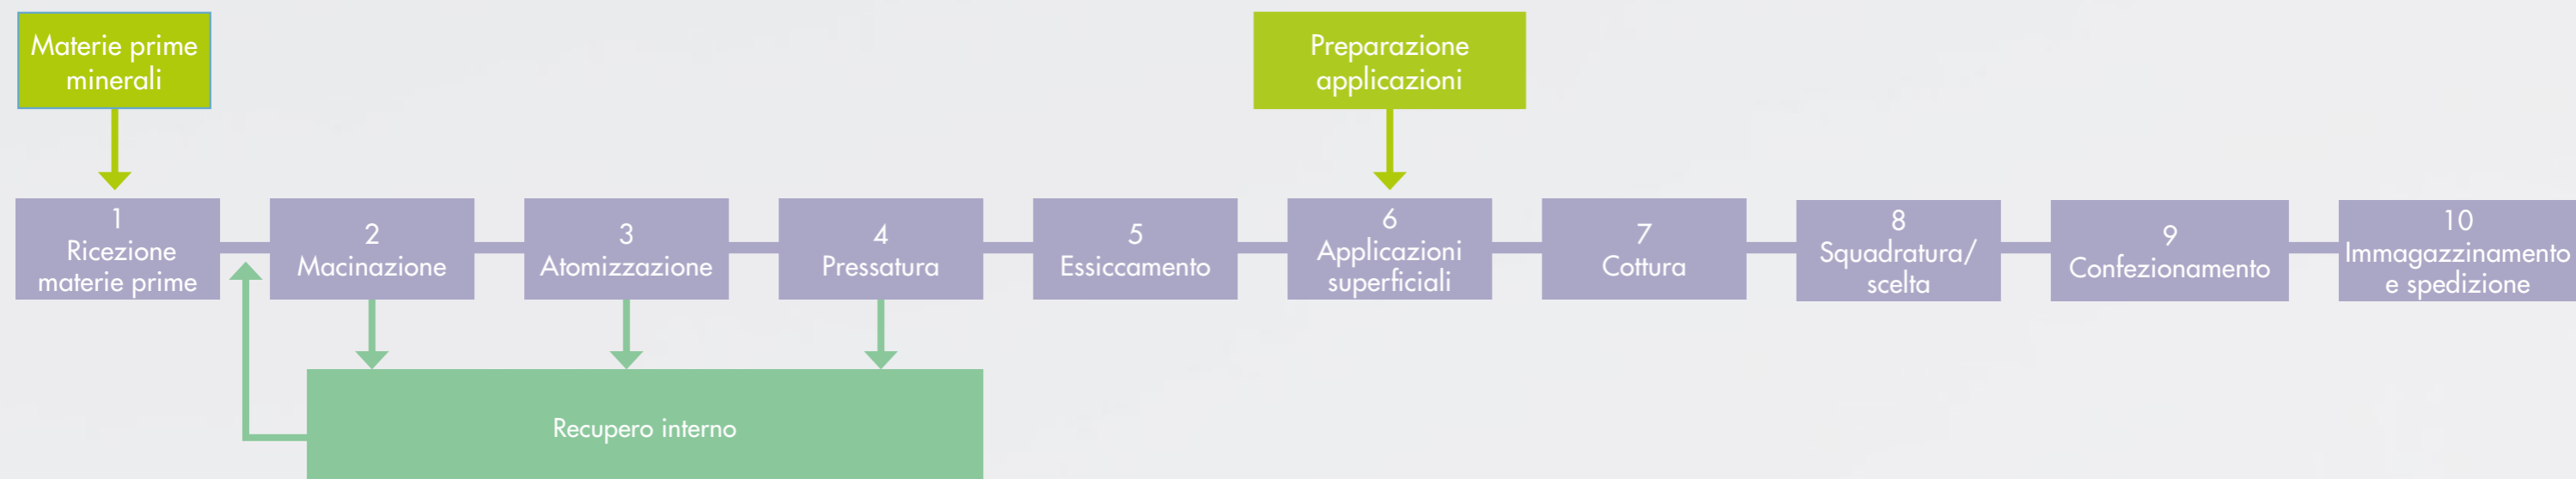 Materie prime
minerali
Preparazione
applicazioni
1
Ricezione
materie prime
2
Macinazione
3
Atomizzazione
4
Pressatura
5
Essiccamento
6
Applicazioni
superficiali
7
Cottura
8
Squadratura/
scelta
9
Confezionamento
10
Immagazzinamento
e spedizione
Recupero interno